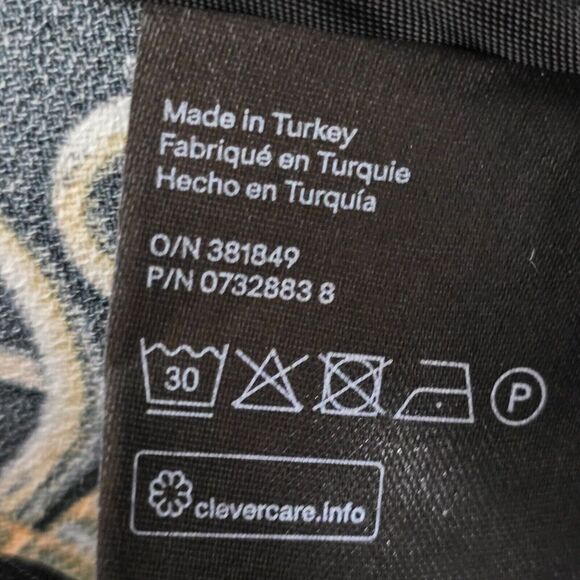 Made in Turkey
Fabriqué en Turquie
Hecho en Turquía
O/N 381849
P/N 0732883 8
30
P
clevercare.info